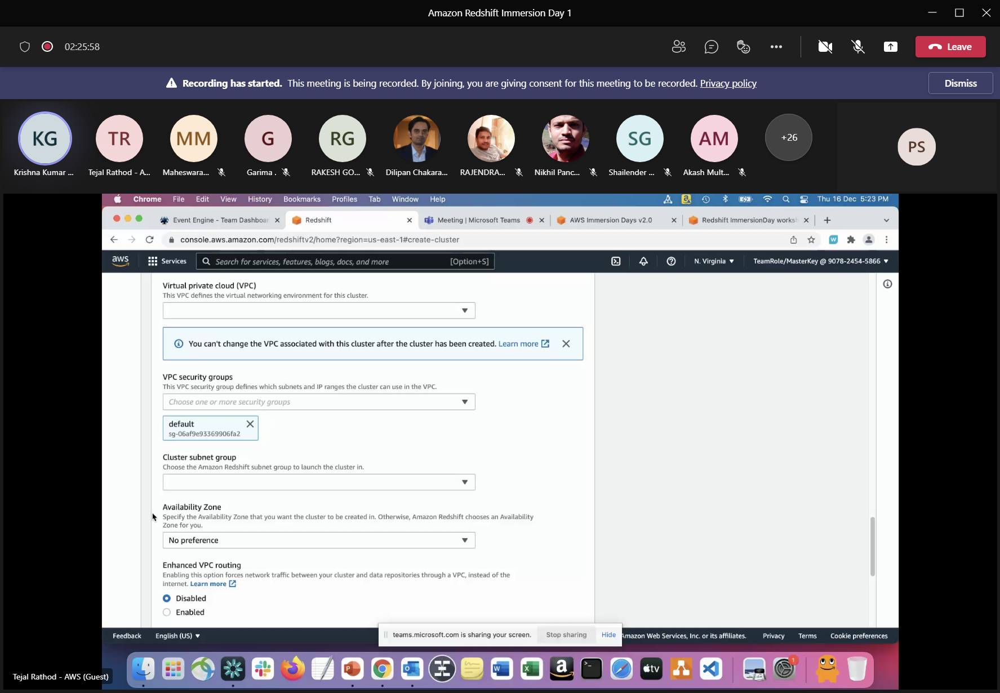 Amazon Redshift Immersion Day 1
02:25:58
Leave
Recording has started. This meeting is being recorded. By joining, you are giving consent for this meeting to be recorded. Privacy policy
Dismiss
KG
TR
MM
G
RG
SG
AM
+26
PS
Krishna Kumar ...
Tejal Rathod - A...
Maheswara...
Garima .
RAKESH GO...
Dilipan Chakara...
RAJENDRA...
Nikhil Panc...
Shailender ...
Akash Mult...
Chrome File Edit View History Bookmarks Profiles Tab Window Help
Thu 16 Dec 5:23 PM
Event Engine - Team Dashboar
Redshift
Meeting | Microsoft Teams
AWS Immersion Days v2.0
Redshift ImmersionDay worksh
console.aws.amazon.com/redshiftv2/home?region=us-east-1#create-cluster
aws
Services
Search for services, features, blogs, docs, and more
[Option+S]
N. Virginia
TeamRole/MasterKey @ 9078-2454-5866
Virtual private cloud (VPC)
This VPC defines the virtual networking environment for this cluster.
You can't change the VPC associated with this cluster after the cluster has been created. Learn more
VPC security groups
This VPC security group defines which subnets and IP ranges the cluster can use in the VPC.
Choose one or more security groups
default
sg-06af9e93369906fa2
Cluster subnet group
Choose the Amazon Redshift subnet group to launch the cluster in.
Availability Zone
Specify the Availability Zone that you want the cluster to be created in. Otherwise, Amazon Redshift chooses an Availability
Zone for you.
No preference
Enhanced VPC routing
Enabling this option forces network traffic between your cluster and data repositories through a VPC, instead of the
internet. Learn more
Disabled
Enabled
teams.microsoft.com is sharing your screen.
Stop sharing
Hide
Feedback
English (US)
Amazon Web Services, Inc. or its affiliates.
Privacy
Terms
Cookie preferences
tv
1
Tejal Rathod - AWS (Guest)